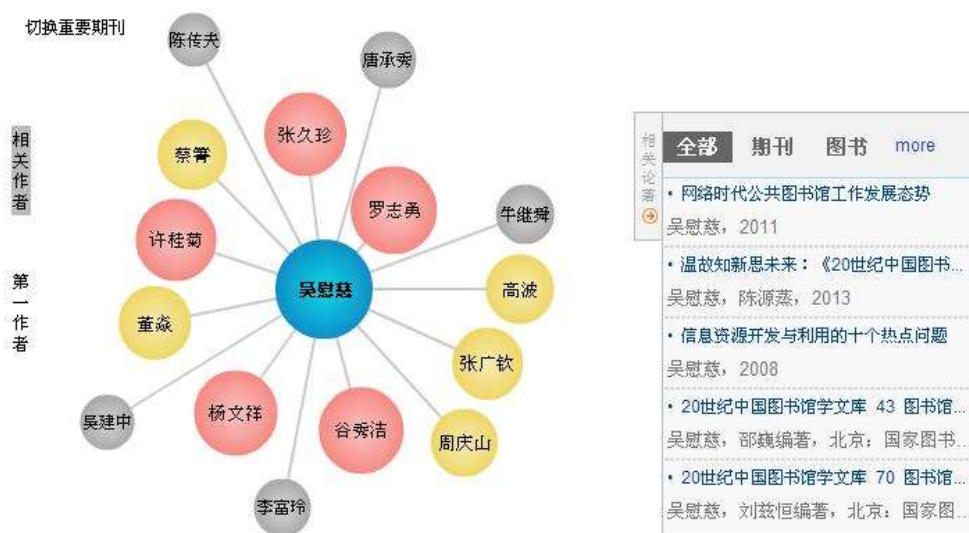 切换重要期刊
陈传夫
唐承秀
张久珍
蔡箐
罗志勇
牛继舜
许桂菊
吴慰慈
高波
董焱
张广钦
杨文祥
谷秀洁
周庆山
吴建中
李富玲
相关作者
第一作者
相关论著
全部 期刊 图书 more
• 网络时代公共图书馆工作发展态势
吴慰慈，2011
• 温故知新思未来：《20世纪中国图书...
吴慰慈，陈源蒸，2013
• 信息资源开发与利用的十个热点问题
吴慰慈，2008
• 20世纪中国图书馆学文库 43 图书馆...
吴慰慈，邵巍编著，北京：国家图书...
• 20世纪中国图书馆学文库 70 图书馆...
吴慰慈，刘兹恒编著，北京：国家图...